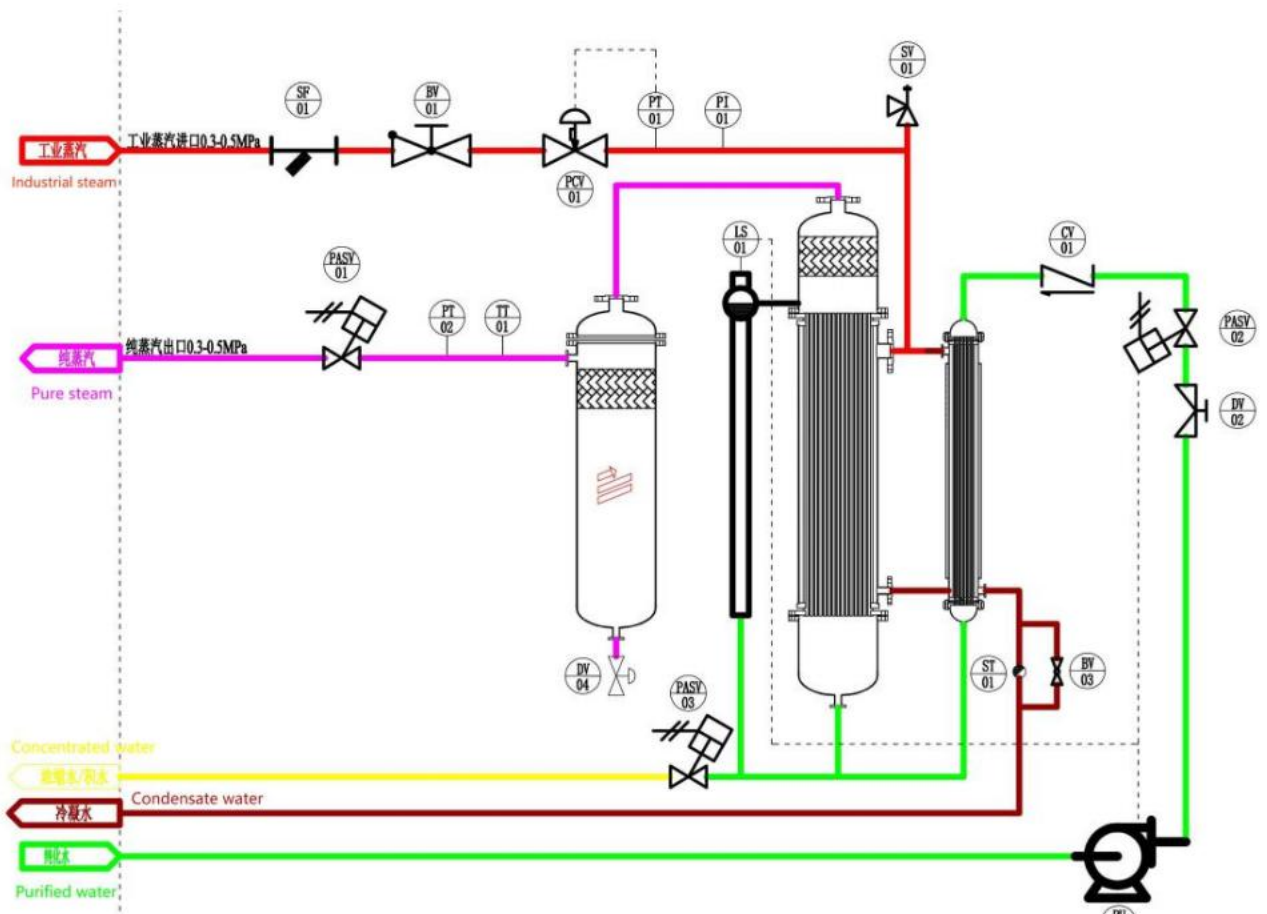 SV
01
SF
01
BV
01
PT
01
PI
01
工业蒸汽
工业蒸汽进口0.3-0.5MPa
Industrial steam
PCV
01
LS
01
CV
01
PASV
01
PT
02
TT
01
PASV
02
纯蒸汽
纯蒸汽出口0.3-0.5MPa
Pure steam
DV
02
DV
04
PASV
03
ST
01
BV
03
Concentrated water
浓缩水/积水
Condensate water
冷凝水
纯化水
Purified water
PU